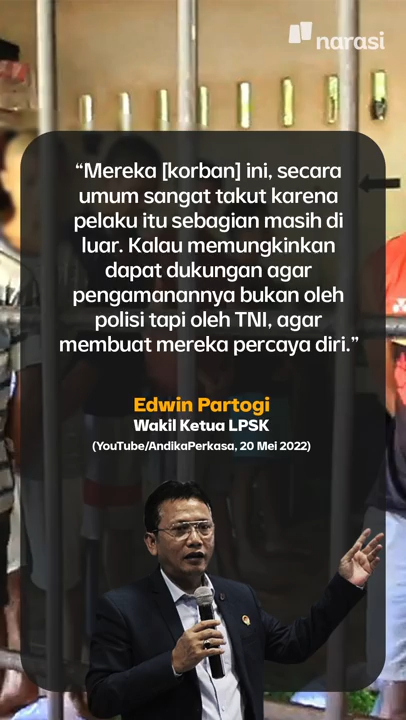 narasi
“Mereka [korban] ini, secara
umum sangat takut karena
pelaku itu sebagian masih di
luar. Kalau memungkinkan
dapat dukungan agar
pengamanannya bukan oleh
polisi tapi oleh TNI, agar
membuat mereka percaya diri.”
Edwin Partogi
Wakil Ketua LPSK
(YouTube/AndikaPerkasa, 20 Mei 2022)